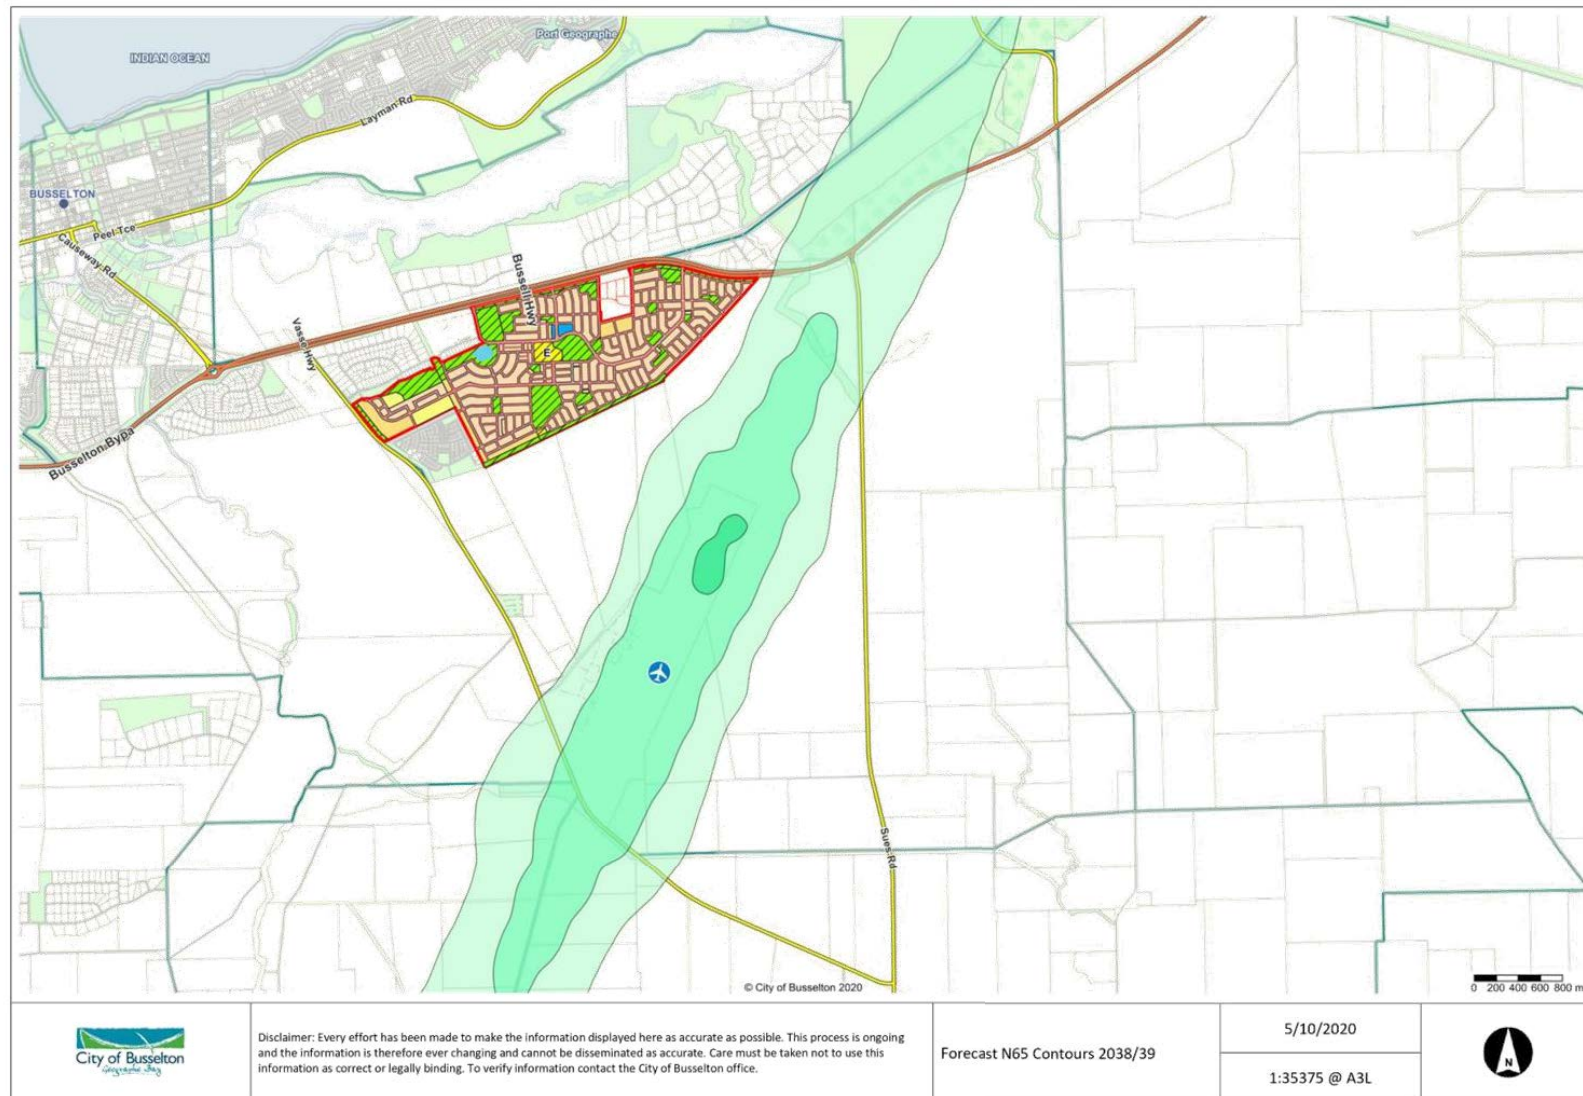 INDIAN OCEAN
Port Geographe
Layman Rd
BUSSELTON
Peel Tce
Causeway Rd
Bussell Hwy
Vasse Hwy
E
Busselton Bypa
Sues Rd
© City of Busselton 2020
0 200 400 600 800 m
City of Busselton
Geographe Bay
Disclaimer: Every effort has been made to make the information displayed here as accurate as possible. This process is ongoing
and the information is therefore ever changing and cannot be disseminated as accurate. Care must be taken not to use this
information as correct or legally binding. To verify information contact the City of Busselton office.
Forecast N65 Contours 2038/39
5/10/2020
1:35375 @ A3L
N